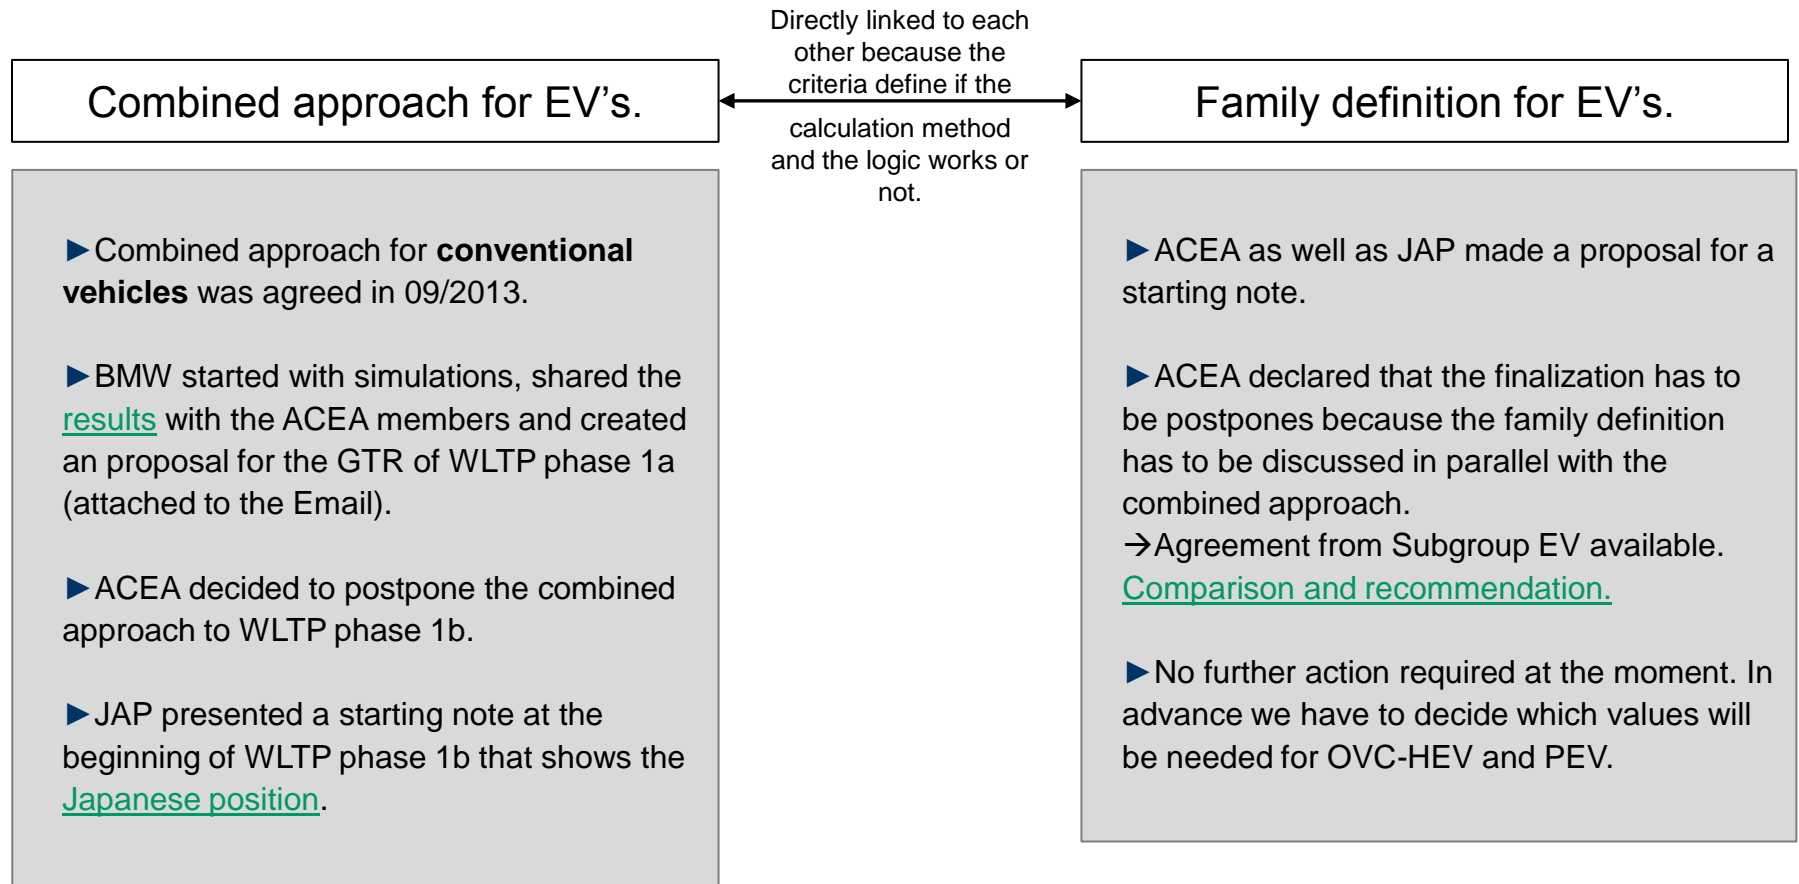 Combined approach for EV's.
Directly linked to each
other because the
criteria define if the
calculation method
and the logic works or
not.
Family definition for EV's.
►Combined approach for conventional
vehicles was agreed in 09/2013.
►BMW started with simulations, shared the
results with the ACEA members and created
an proposal for the GTR of WLTP phase 1a
(attached to the Email).
►ACEA decided to postpone the combined
approach to WLTP phase 1b.
►JAP presented a starting note at the
beginning of WLTP phase 1b that shows the
Japanese position.
►ACEA as well as JAP made a proposal for a
starting note.
►ACEA declared that the finalization has to
be postpones because the family definition
has to be discussed in parallel with the
combined approach.
→Agreement from Subgroup EV available.
Comparison and recommendation.
►No further action required at the moment. In
advance we have to decide which values will
be needed for OVC-HEV and PEV.